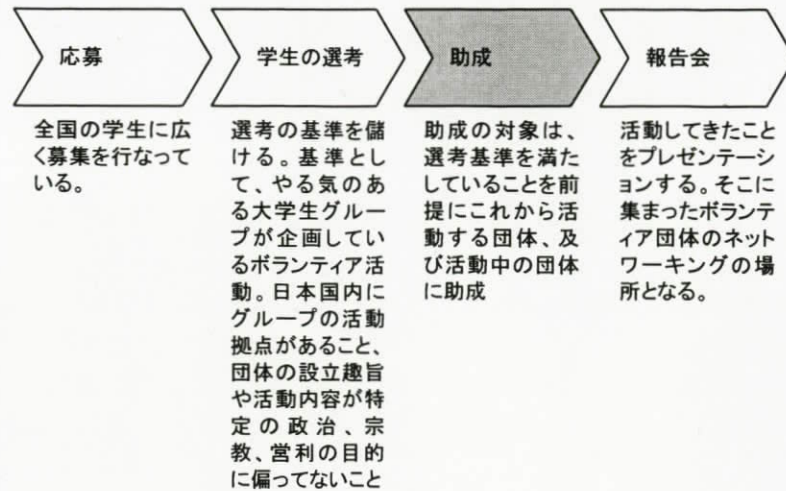 応募
学生の選考
助成
報告会
全国の学生に広
く募集を行なって
いる。
選考の基準を儲
ける。基準とし
て、やる気のあ
る大学生グルー
プが企画してい
るボランティア活
動。日本国内に
グループの活動
拠点があること、
団体の設立趣旨
や活動内容が特
定の政治、宗
教、営利の目的
に偏ってないこと
助成の対象は、
選考基準を満た
していることを前
提にこれから活
動する団体、及
び活動中の団体
に助成
活動してきたこと
をプレゼンテーシ
ョンする。そこに
集まったボランテ
ィア団体のネット
ワーキングの場
所となる。